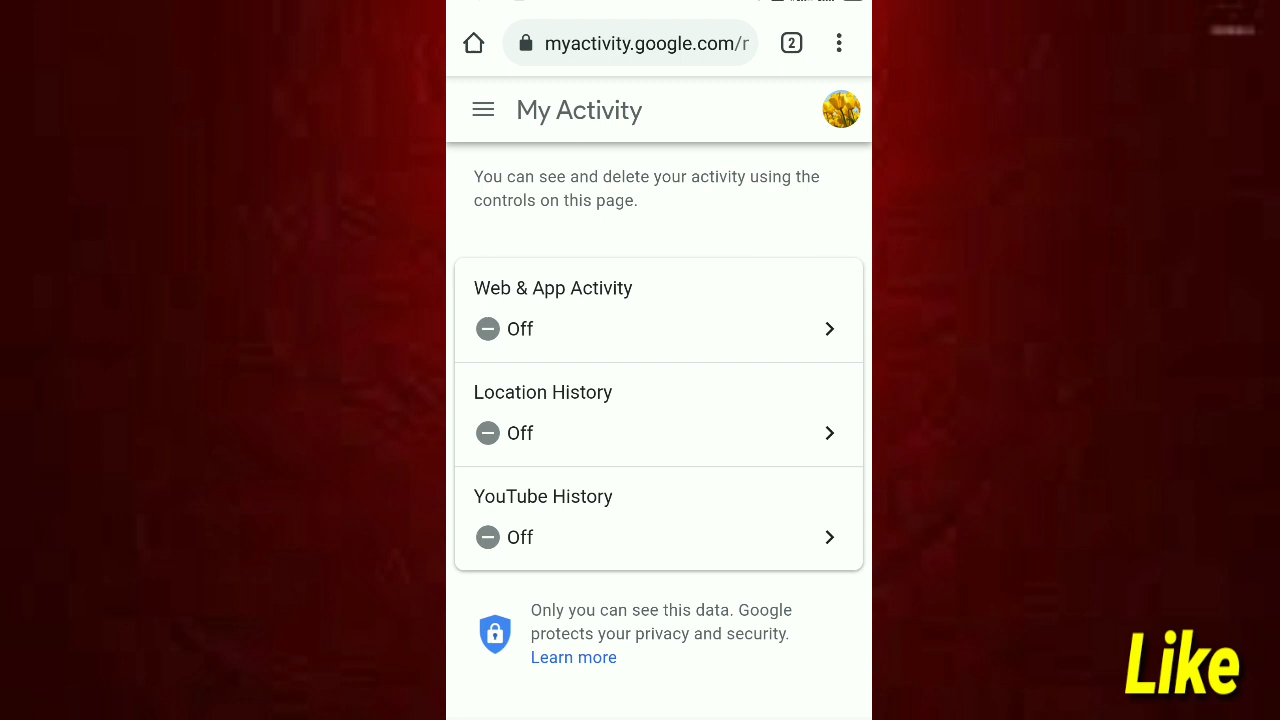 myactivity.google.com/r
2
My Activity
You can see and delete your activity using the
controls on this page.
Web & App Activity
Off
Location History
Off
YouTube History
Off
Only you can see this data. Google
protects your privacy and security.
Learn more
Like